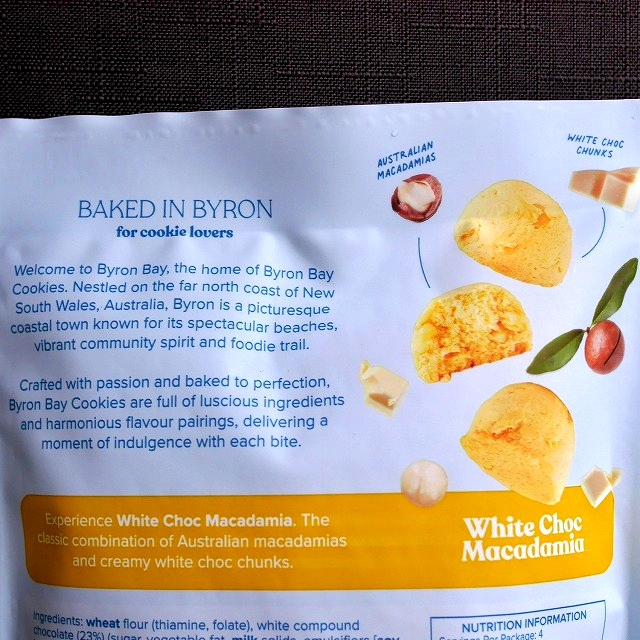 AUSTRALIAN
MACADAMIAS
WHITE CHOC
CHUNKS
BAKED IN BYRON
for cookie lovers
Welcome to Byron Bay, the home of Byron Bay
Cookies. Nestled on the far north coast of New
South Wales, Australia, Byron is a picturesque
coastal town known for its spectacular beaches,
vibrant community spirit and foodie trail.
Crafted with passion and baked to perfection,
Byron Bay Cookies are full of luscious ingredients
and harmonious flavour pairings, delivering a
moment of indulgence with each bite.
Experience White Choc Macadamia. The
classic combination of Australian macadamias
and creamy white choc chunks.
White Choc
Macadamia
Ingredients: wheat flour (thiamine, folate), white compound
chocolate (23%) (sugar, vegetable fat, milk solids, emulsifiers [soy
NUTRITION INFORMATION
Servings Per Package: 4